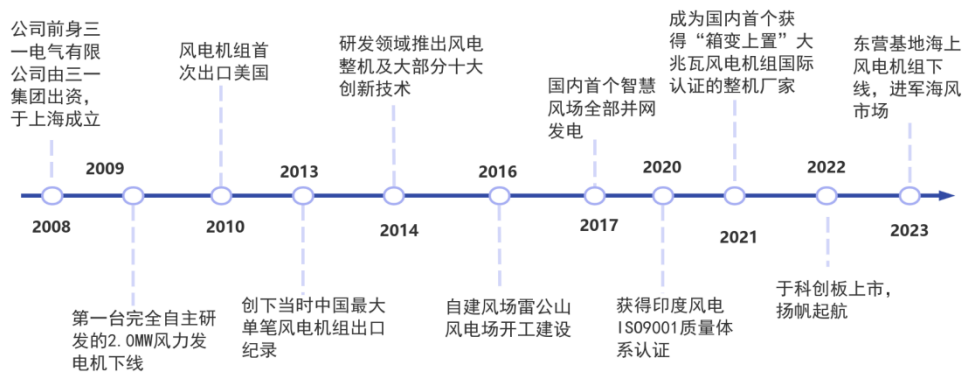 公司前身三
一电气有限
公司由三一
集团出资，
于上海成立
2008
2009
第一台完全自主研
发的2.0MW风力发
电机下线
风电机组首
次出口美国
2010
2013
创下当时中国最大
单笔风电机组出口
纪录
研发领域推出风电
整机及大部分十大
创新技术
2014
2016
自建风场雷公山
风电场开工建设
国内首个智慧
风场全部并网
发电
2017
2020
获得印度风电
ISO9001质量体
系认证
成为国内首个获
得“箱变上置”大
兆瓦风电机组国际
认证的整机厂家
2021
2022
于科创板上市，
扬帆起航
东营基地海上
风电机组下
线，进军海风
市场
2023